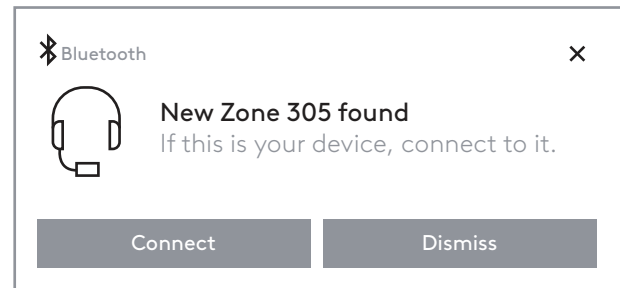 Bluetooth
New Zone 305 found
If this is your device, connect to it.
Connect
Dismiss